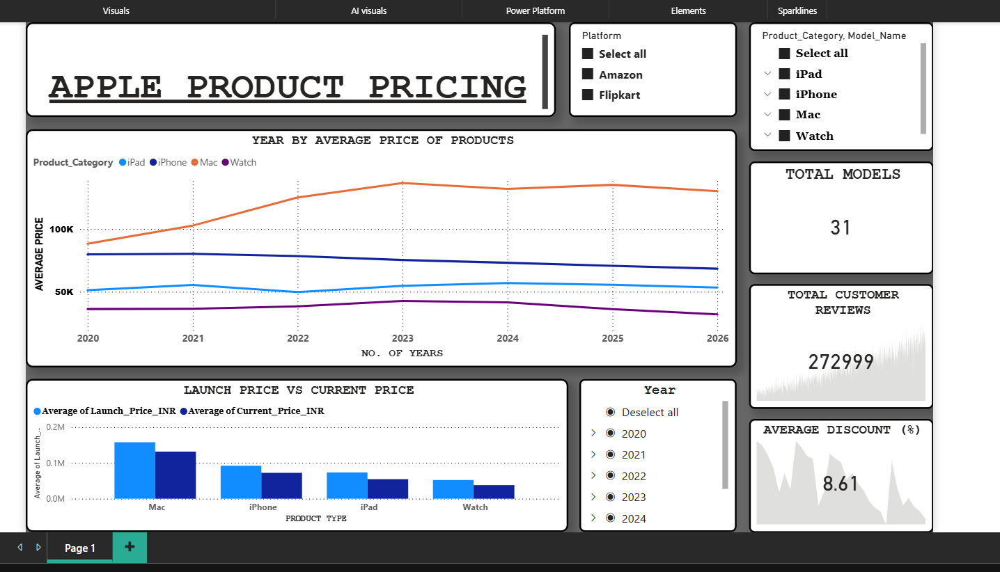 Visuals
AI visuals
Power Platform
Elements
Sparklines
APPLE PRODUCT PRICING
Platform
Select all
Amazon
Flipkart
Product_Category, Model_Name
Select all
iPad
iPhone
Mac
Watch
YEAR BY AVERAGE PRICE OF PRODUCTS
Product_Category iPad iPhone Mac Watch
AVERAGE PRICE
100K
50K
2020 2021 2022 2023 2024 2025 2026
NO. OF YEARS
TOTAL MODELS
31
TOTAL CUSTOMER
REVIEWS
272999
LAUNCH PRICE VS CURRENT PRICE
Average of Launch_Price_INR Average of Current_Price_INR
Average of Launch_...
0.2M
0.1M
0.0M
Mac iPhone iPad Watch
PRODUCT TYPE
Year
Deselect all
2020
2021
2022
2023
2024
AVERAGE DISCOUNT (%)
8.61
Page 1